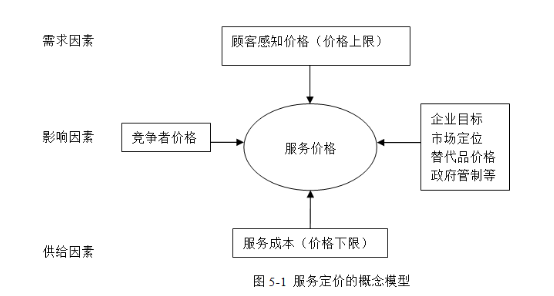 需求因素
顾客感知价格（价格上限）
影响因素
竞争者价格
服务价格
企业目标
市场定位
替代品价格
政府管制等
服务成本（价格下限）
供给因素
图 5-1 服务定价的概念模型